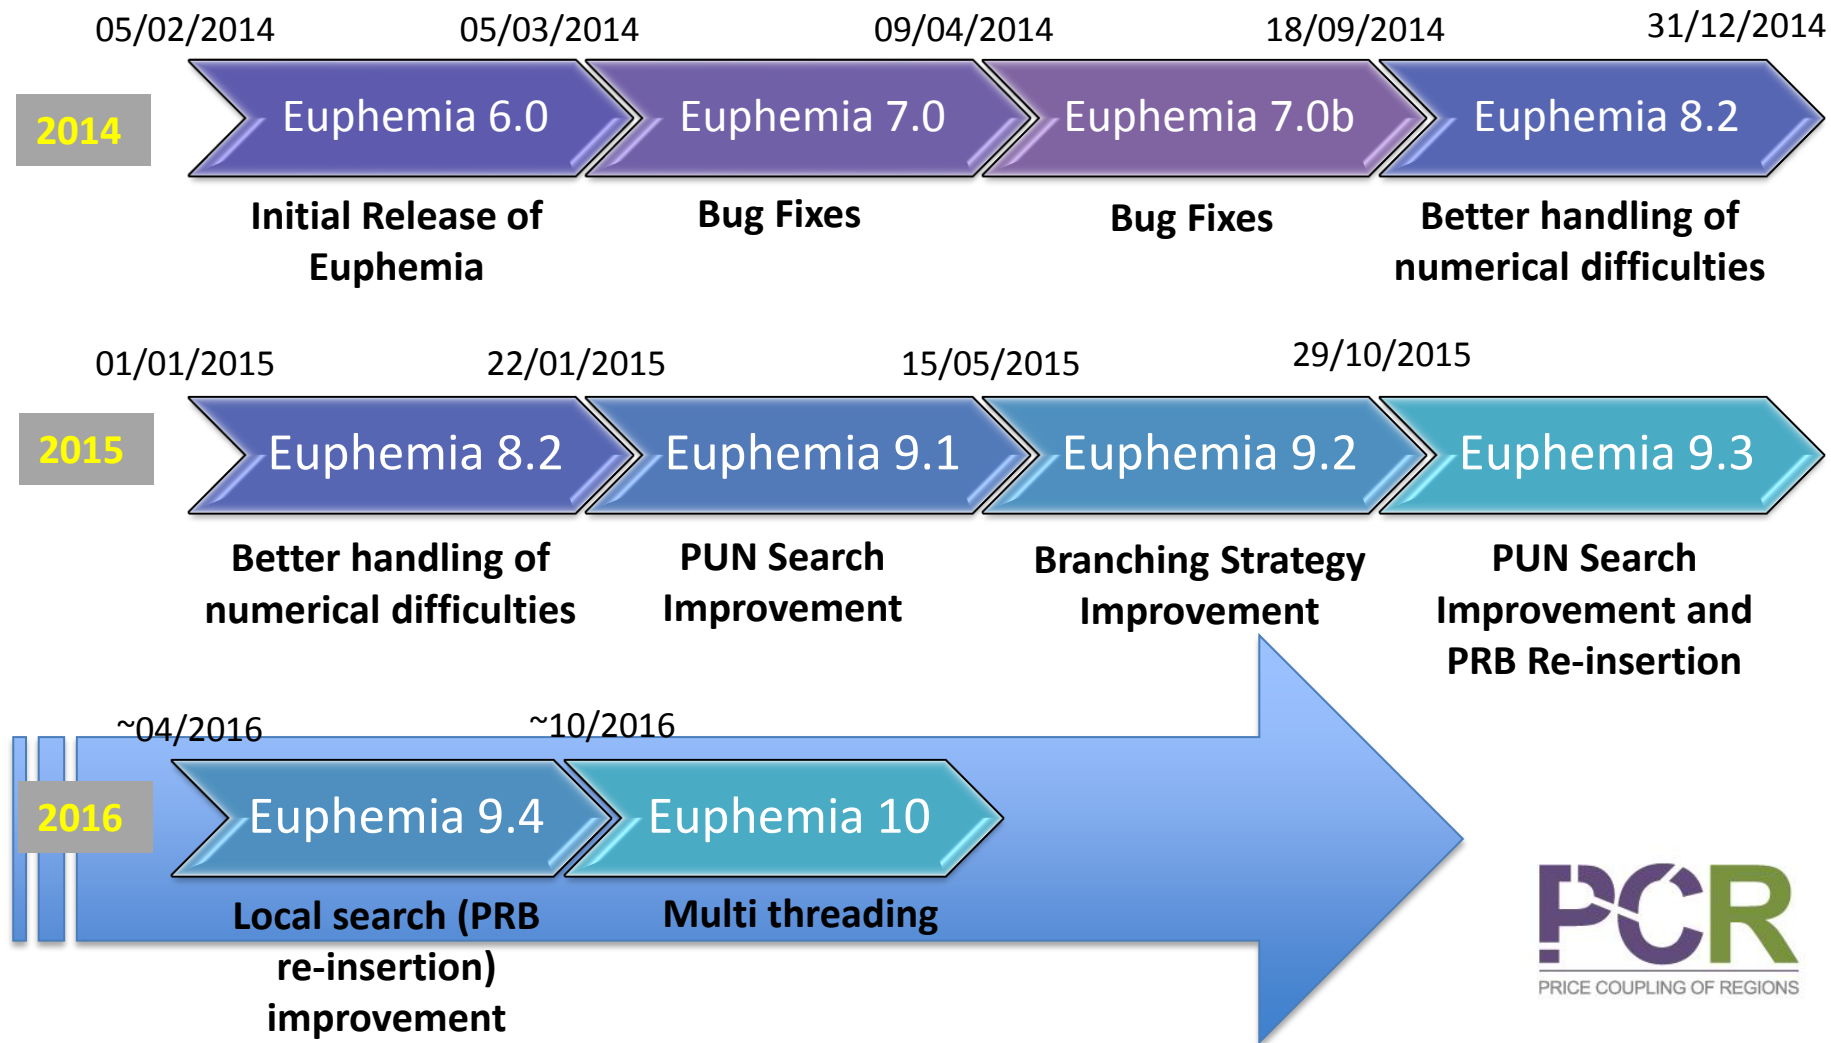 05/02/2014 05/03/2014 09/04/2014 18/09/2014 31/12/2014
2014
Euphemia 6.0 Euphemia 7.0 Euphemia 7.0b Euphemia 8.2
Initial Release of
Euphemia
Bug Fixes
Bug Fixes
Better handling of
numerical difficulties
01/01/2015 22/01/2015 15/05/2015 29/10/2015
2015
Euphemia 8.2 Euphemia 9.1 Euphemia 9.2 Euphemia 9.3
Better handling of
numerical difficulties
PUN Search
Improvement
Branching Strategy
Improvement
PUN Search
Improvement and
PRB Re-insertion
~04/2016 ~10/2016
2016
Euphemia 9.4 Euphemia 10
Local search (PRB
re-insertion)
improvement
Multi threading
PCR
PRICE COUPLING OF REGIONS